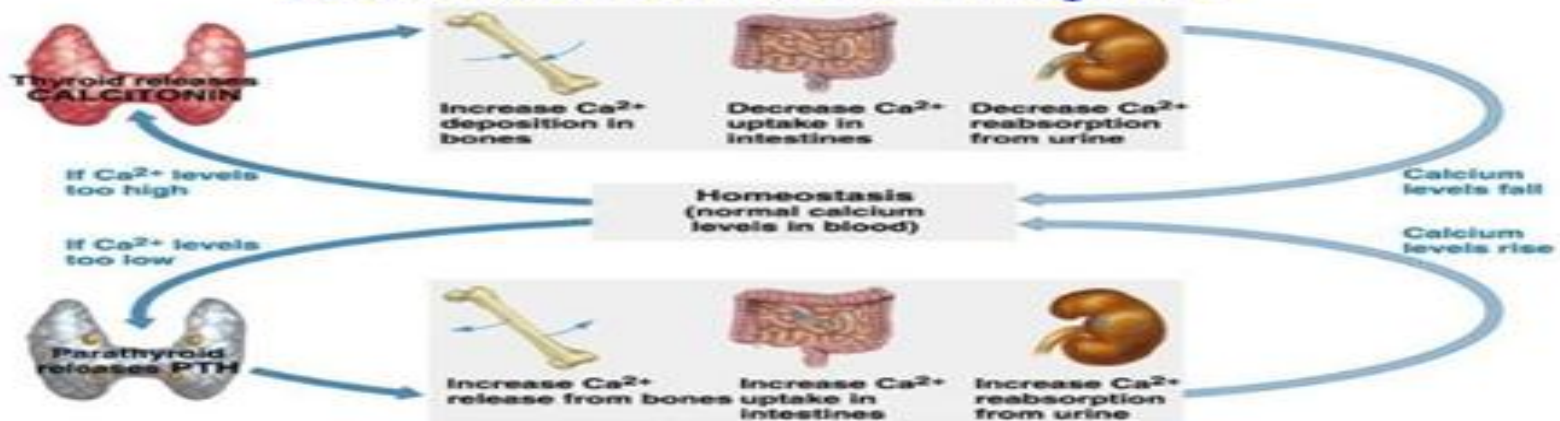 Thyroid releases
CALCITONIN
Increase Ca2+
deposition in
bones
Decrease Ca2+
uptake in
intestines
Decrease Ca2+
reabsorption
from urine
If Ca2+ levels
too high
Homeostasis
(normal calcium
levels in blood)
Calcium
levels fall
If Ca2+ levels
too low
Calcium
levels rise
Parathyroid
releases PTH
Increase Ca2+
release from bones
Increase Ca2+
uptake in
intestines
Increase Ca2+
reabsorption
from urine